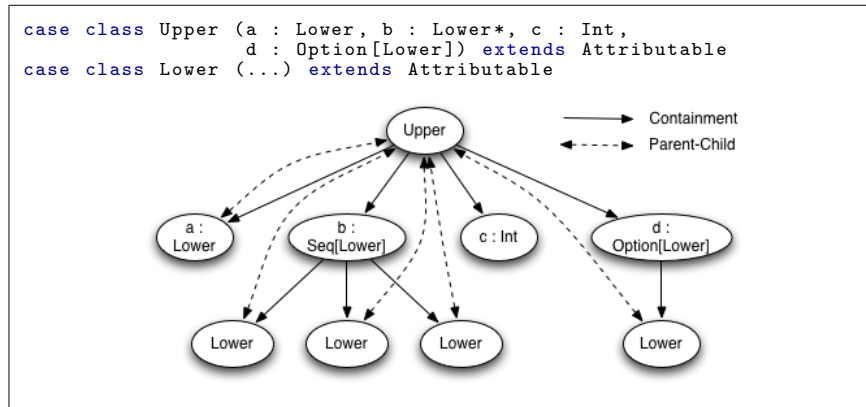 case class Upper (a : Lower, b : Lower*, c : Int,
d : Option[Lower]) extends Attributable
case class Lower (...) extends Attributable
Upper
Containment
Parent-Child
a :
Lower
b :
Seq[Lower]
c : Int
d :
Option[Lower]
Lower
Lower
Lower
Lower